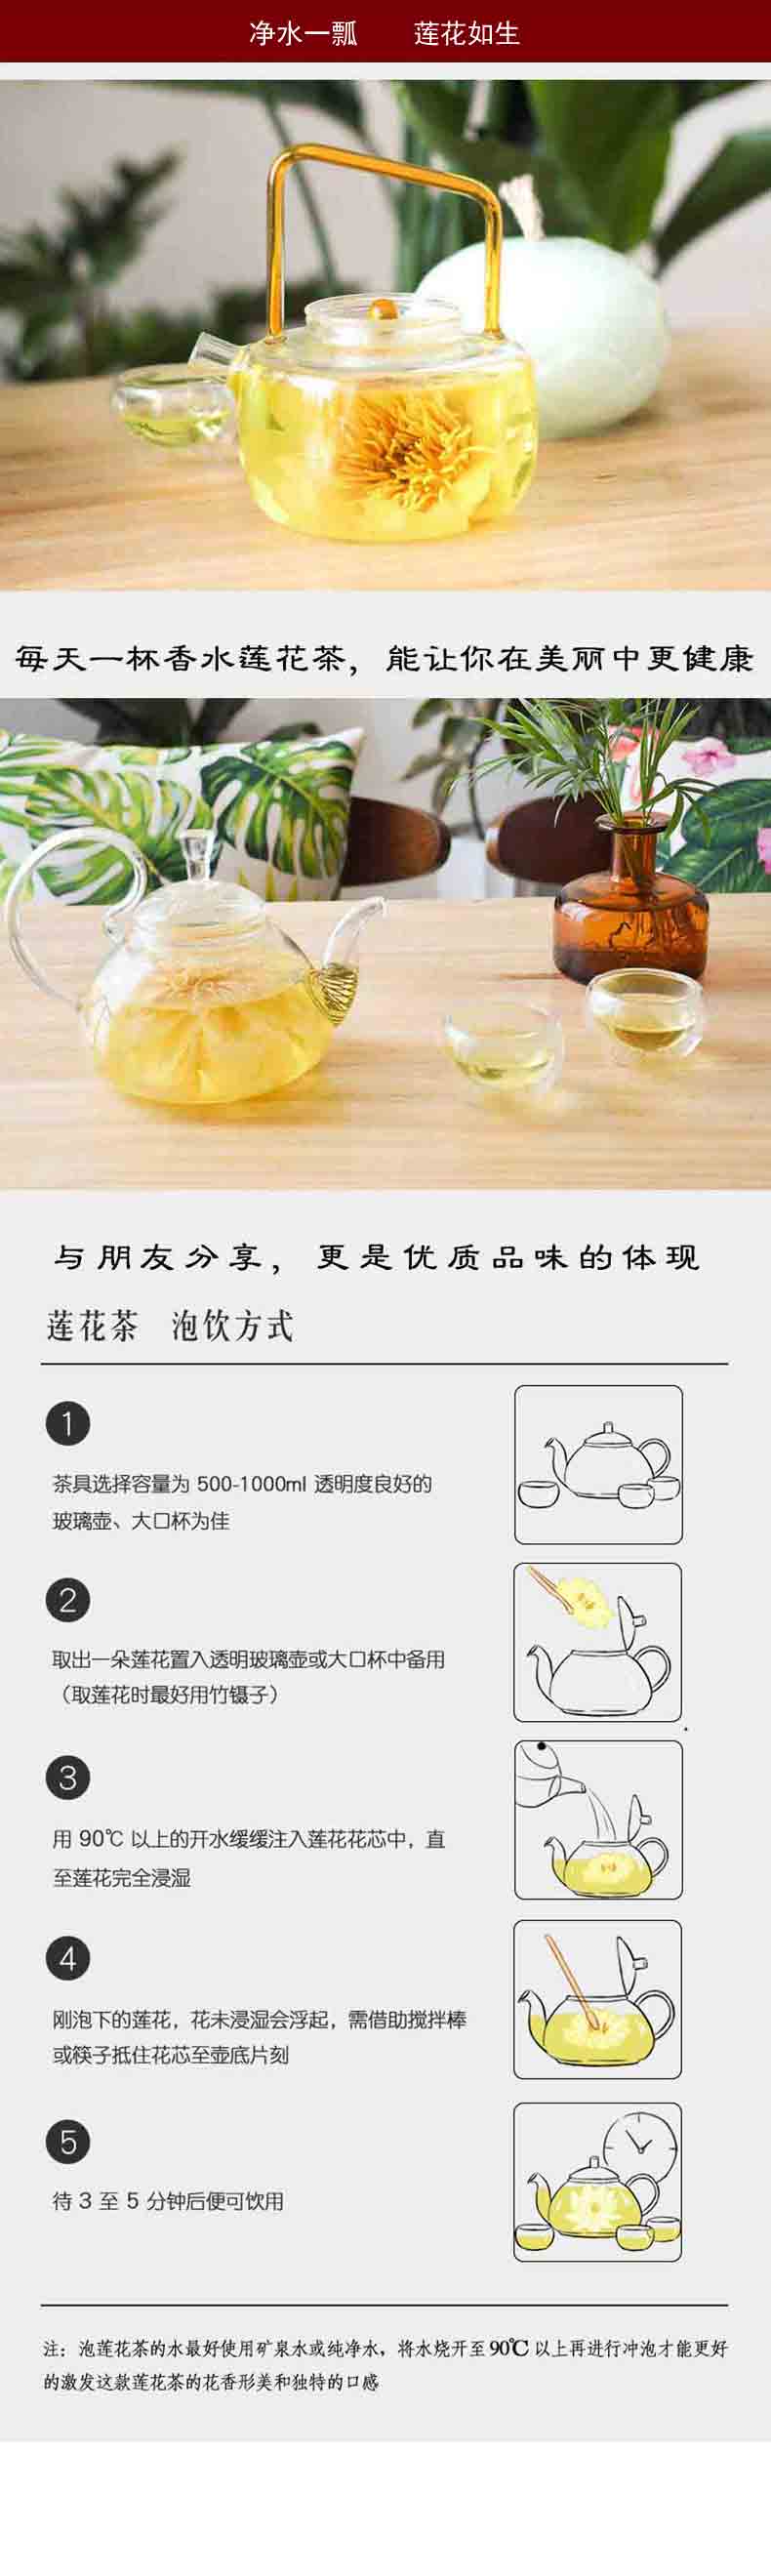 净水一瓢 莲花如生
每天一杯香水莲花茶，能让你在美丽中更健康
与朋友分享，更是优质品味的体现
莲花茶 泡饮方式
1
茶具选择容量为 500-1000ml 透明度良好的
玻璃壶、大口杯为佳
2
取出一朵莲花置入透明玻璃壶或大口杯中备用
（取莲花时最好用竹镊子）
3
用 90℃ 以上的开水缓缓注入莲花花芯中，直
至莲花完全浸湿
4
刚泡下的莲花，花未浸湿会浮起，需借助搅拌棒
或筷子抵住花芯至壶底片刻
5
待 3 至 5 分钟后便可饮用
注：泡莲花茶的水最好使用矿泉水或纯净水，将水烧开至 90℃ 以上再进行冲泡才能更好
的激发这款莲花茶的花香形美和独特的口感